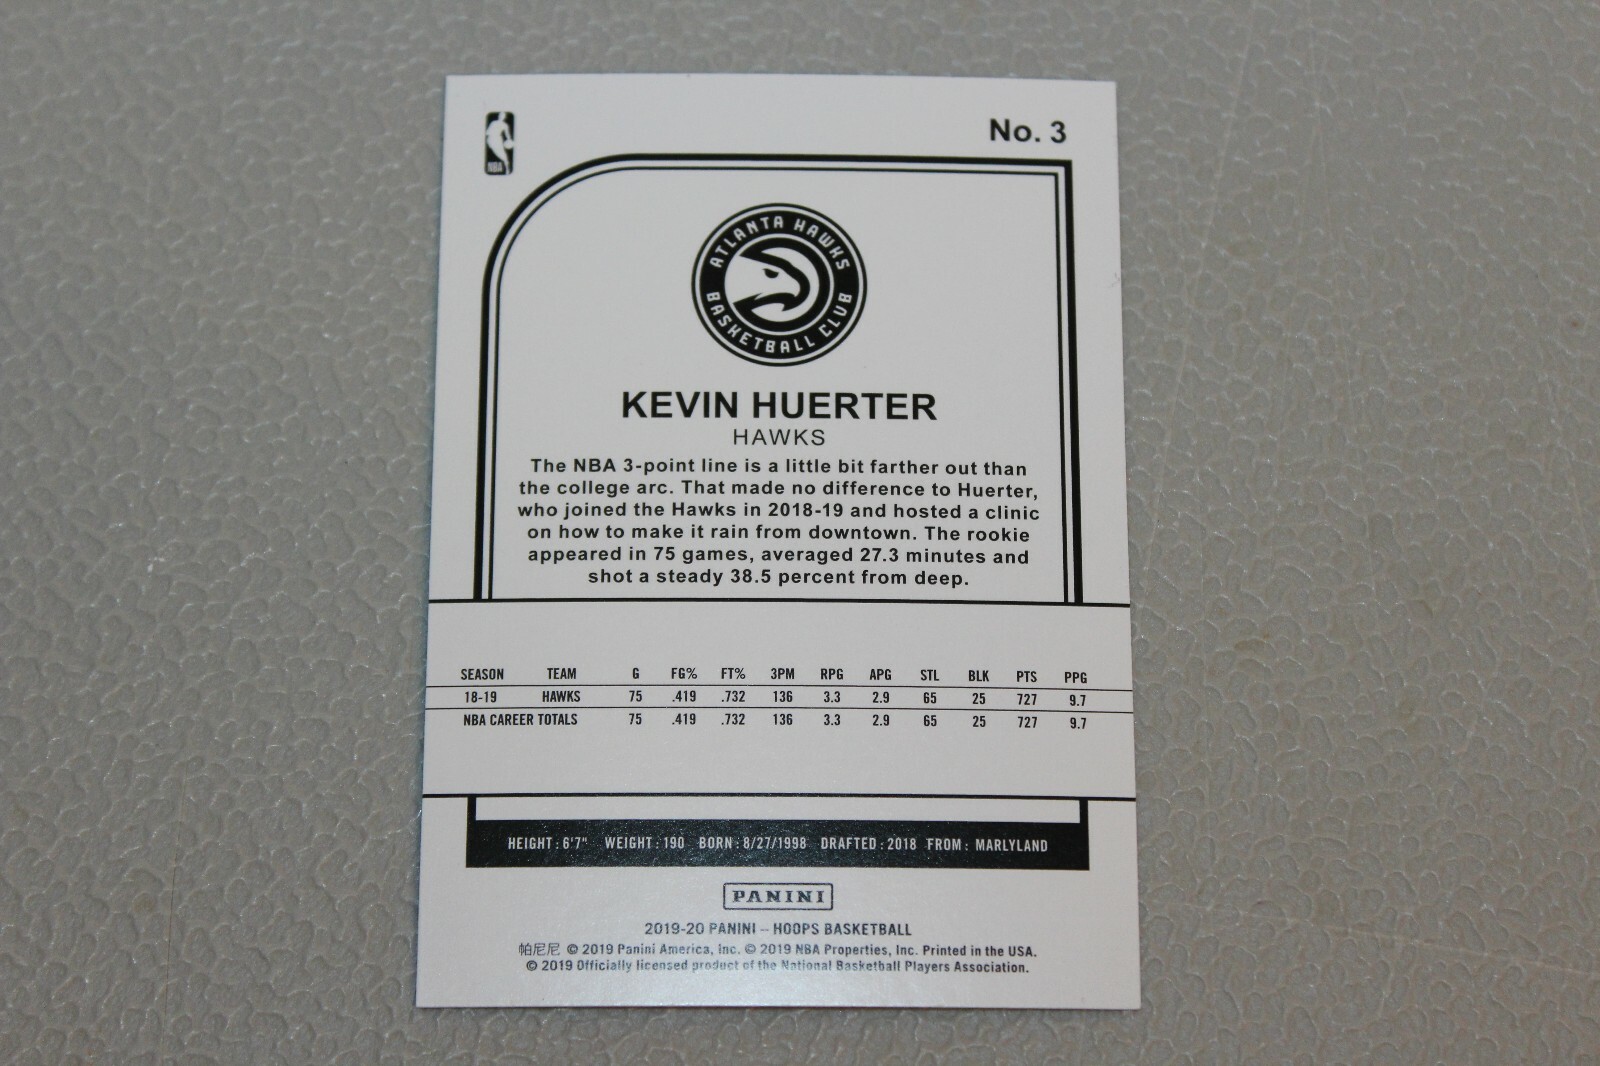 No. 3
NBA
ATLANTA HAWKS
BASKETBALL CLUB
KEVIN HUERTER
HAWKS
The NBA 3-point line is a little bit farther out than
the college arc. That made no difference to Huerter,
who joined the Hawks in 2018-19 and hosted a clinic
on how to make it rain from downtown. The rookie
appeared in 75 games, averaged 27.3 minutes and
shot a steady 38.5 percent from deep.
SEASON TEAM G FG% FT% 3PM RPG APG STL BLK PTS PPG
18-19 HAWKS 75 .419 .732 136 3.3 2.9 65 25 727 9.7
NBA CAREER TOTALS 75 .419 .732 136 3.3 2.9 65 25 727 9.7
HEIGHT: 6'7" WEIGHT: 190 BORN: 8/27/1998 DRAFTED: 2018 FROM: MARLYLAND
PANINI
2019-20 PANINI – HOOPS BASKETBALL
帕尼尼 © 2019 Panini America, Inc. © 2019 NBA Properties, Inc. Printed in the USA.
© 2019 Officially licensed product of the National Basketball Players Association.